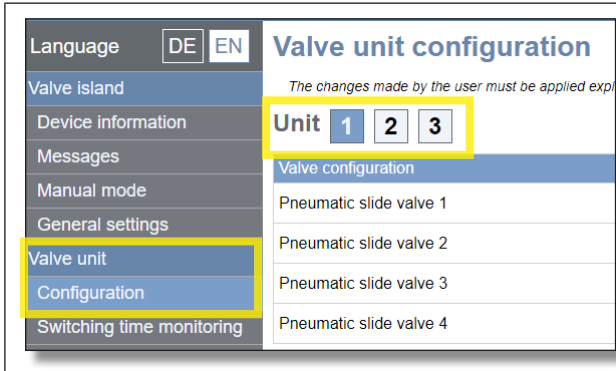 Language DE EN
Valve island
Device information
Messages
Manual mode
General settings
Valve unit
Configuration
Switching time monitoring
Valve unit configuration
The changes made by the user must be applied expl
Unit 1 2 3
Valve configuration
Pneumatic slide valve 1
Pneumatic slide valve 2
Pneumatic slide valve 3
Pneumatic slide valve 4